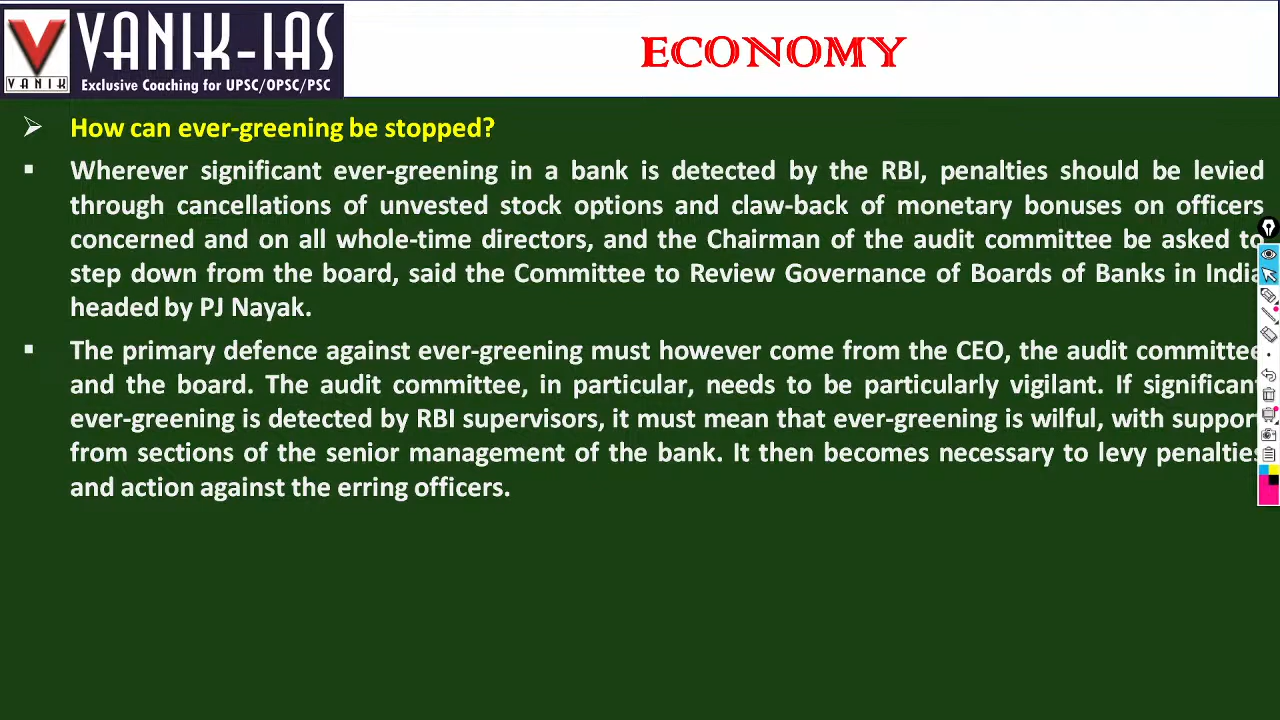 VANIK-IAS
VANIK
Exclusive Coaching for UPSC/OPSC/PSC
ECONOMY
How can ever-greening be stopped?
Wherever significant ever-greening in a bank is detected by the RBI, penalties should be levied
through cancellations of unvested stock options and claw-back of monetary bonuses on officers
concerned and on all whole-time directors, and the Chairman of the audit committee be asked to
step down from the board, said the Committee to Review Governance of Boards of Banks in India
headed by PJ Nayak.
The primary defence against ever-greening must however come from the CEO, the audit committee
and the board. The audit committee, in particular, needs to be particularly vigilant. If significant
ever-greening is detected by RBI supervisors, it must mean that ever-greening is wilful, with support
from sections of the senior management of the bank. It then becomes necessary to levy penalties
and action against the erring officers.